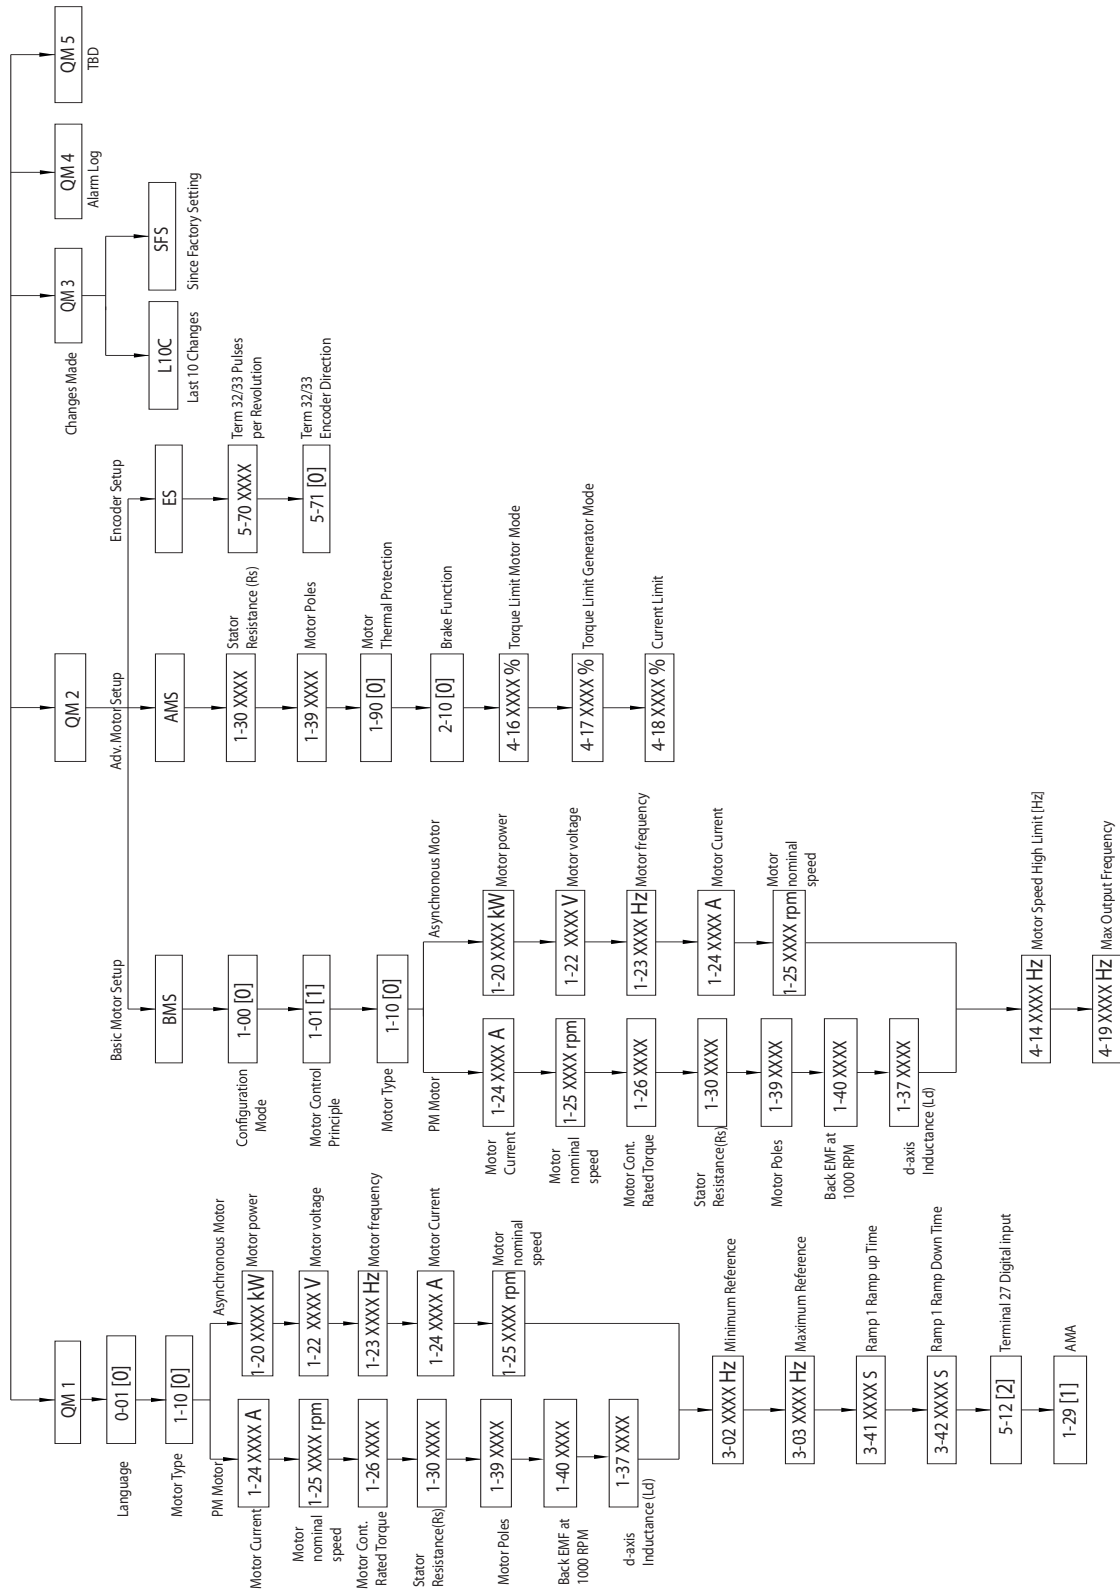 QM 1
0-01 [0]
Language
1-10 [0]
Motor Type
PM Motor
1-24 XXXX A
Motor Current
1-25 XXXX rpm
Motor
nominal
speed
1-26 XXXX
Motor Cont.
Rated Torque
1-30 XXXX
Stator
Resistance(Rs)
1-39 XXXX
Motor Poles
1-40 XXXX
Back EMF at
1000 RPM
1-37 XXXX
d-axis
Inductance (Ld)
Asynchronous Motor
1-20 XXXX kW
Motor power
1-22 XXXX V
Motor voltage
1-23 XXXX Hz
Motor frequency
1-24 XXXX A
Motor Current
1-25 XXXX rpm
Motor
nominal
speed
3-02 XXXX Hz
Minimum Reference
3-03 XXXX Hz
Maximum Reference
3-41 XXXX S
Ramp 1 Ramp up Time
3-42 XXXX S
Ramp 1 Ramp Down Time
5-12 [2]
Terminal 27 Digital input
1-29 [1]
AMA
QM 2
Basic Motor Setup
BMS
1-00 [0]
Configuration
Mode
1-01 [1]
Motor Control
Principle
1-10 [0]
Motor Type
PM Motor
1-24 XXXX A
Motor
Current
1-25 XXXX rpm
Motor
nominal
speed
1-26 XXXX
Motor Cont.
Rated Torque
1-30 XXXX
Stator
Resistance(Rs)
1-39 XXXX
Motor Poles
1-40 XXXX
Back EMF at
1000 RPM
1-37 XXXX
d-axis
Inductance (Ld)
Asynchronous Motor
1-20 XXXX kW
Motor power
1-22 XXXX V
Motor voltage
1-23 XXXX Hz
Motor frequency
1-24 XXXX A
Motor Current
1-25 XXXX rpm
Motor
nominal
speed
4-14 XXXX Hz
Motor Speed High Limit [Hz]
4-19 XXXX Hz
Max Output Frequency
Adv. Motor Setup
AMS
1-30 XXXX
Stator
Resistance (Rs)
1-39 XXXX
Motor Poles
1-90 [0]
Motor
Thermal Protection
2-10 [0]
Brake Function
4-16 XXXX %
Torque Limit Motor Mode
4-17 XXXX %
Torque Limit Generator Mode
4-18 XXXX %
Current Limit
Encoder Setup
ES
5-70 XXXX
Term 32/33 Pulses
per Revolution
5-71 [0]
Term 32/33
Encoder Direction
QM 3
Changes Made
L10C
Last 10 Changes
SFS
Since Factory Setting
QM 4
Alarm Log
QM 5
TBD